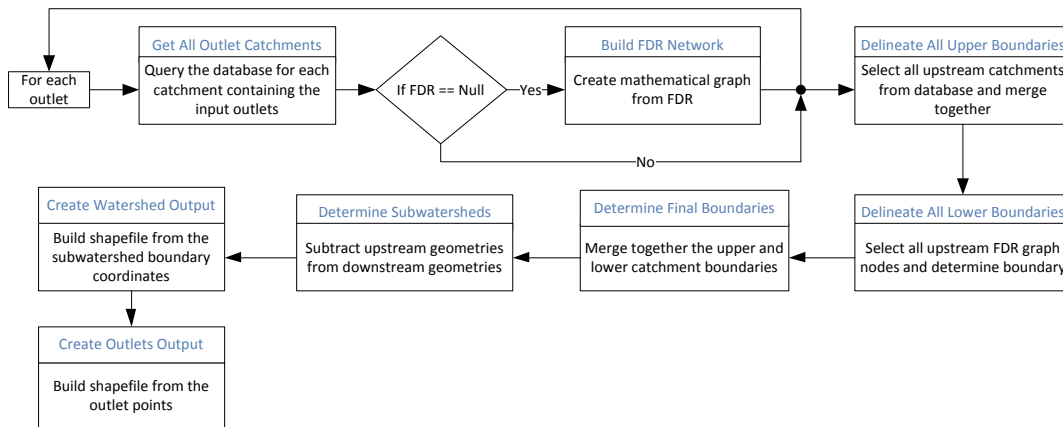 For each
outlet
Get All Outlet Catchments
Query the database for each
catchment containing the
input outlets
If FDR == Null
Yes
No
Build FDR Network
Create mathematical graph
from FDR
Delineate All Upper Boundaries
Select all upstream catchments
from database and merge
together
Delineate All Lower Boundaries
Select all upstream FDR graph
nodes and determine boundary
Determine Final Boundaries
Merge together the upper and
lower catchment boundaries
Determine Subwatersheds
Subtract upstream geometries
from downstream geometries
Create Watershed Output
Build shapefile from the
subwatershed boundary
coordinates
Create Outlets Output
Build shapefile from the
outlet points